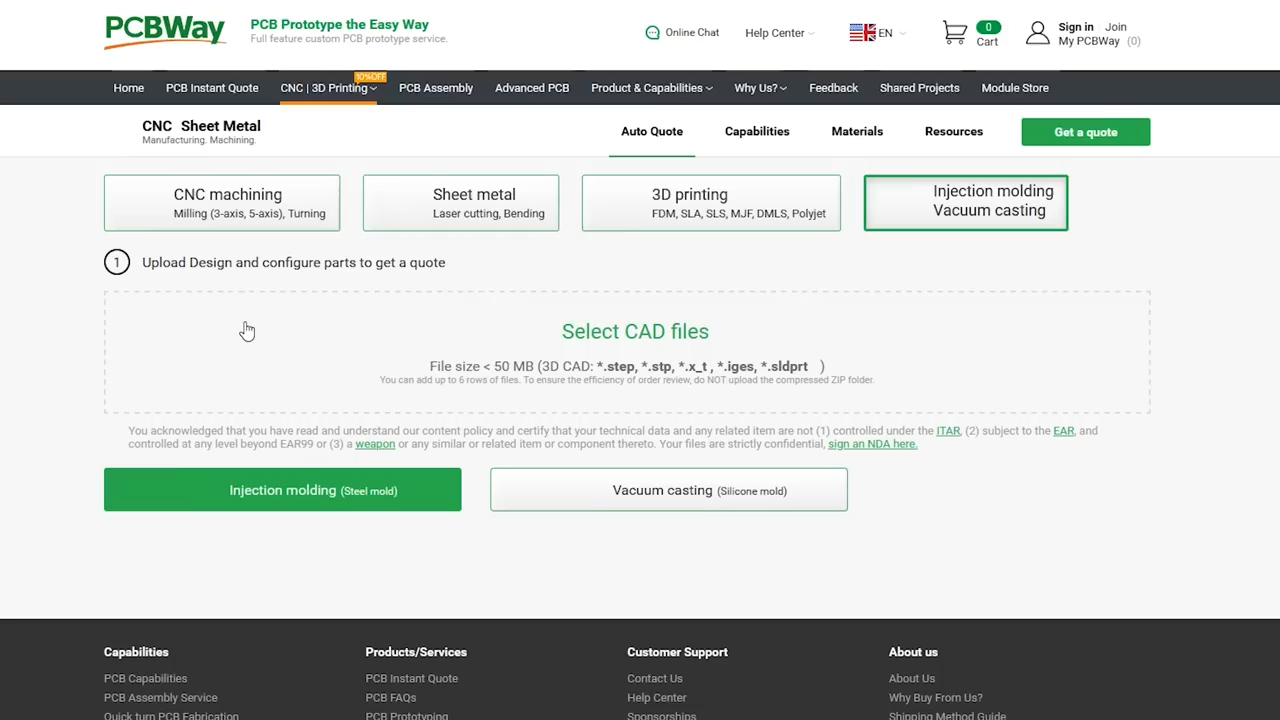 PCBWay
PCB Prototype the Easy Way
Full feature custom PCB prototype service.
Online Chat
Help Center
EN
0
Cart
Sign in Join
My PCBWay (0)
10%OFF
Home
PCB Instant Quote
CNC | 3D Printing
PCB Assembly
Advanced PCB
Product & Capabilities
Why Us?
Feedback
Shared Projects
Module Store
CNC Sheet Metal
Manufacturing. Machining.
Auto Quote
Capabilities
Materials
Resources
Get a quote
CNC machining
Milling (3-axis, 5-axis), Turning
Sheet metal
Laser cutting, Bending
3D printing
FDM, SLA, SLS, MJF, DMLS, Polyjet
Injection molding
Vacuum casting
1 Upload Design and configure parts to get a quote
Select CAD files
File size < 50 MB (3D CAD: *.step, *.stp, *.x_t , *.iges, *.sldprt )
You can add up to 6 rows of files. To ensure the efficiency of order review, do NOT upload the compressed ZIP folder.
You acknowledged that you have read and understand our content policy and certify that your technical data and any related item are not (1) controlled under the ITAR, (2) subject to the EAR, and
controlled at any level beyond EAR99 or (3) a weapon or any similar or related item or component thereto. Your files are strictly confidential, sign an NDA here.
Injection molding (Steel mold)
Vacuum casting (Silicone mold)
Capabilities
Products/Services
Customer Support
About us
PCB Capabilities
PCB Instant Quote
Contact Us
About Us
PCB Assembly Service
PCB FAQs
Help Center
Why Buy From Us?
Quick turn PCB Fabrication
PCB Prototyping
Sponsorships
Shipping Method Guide